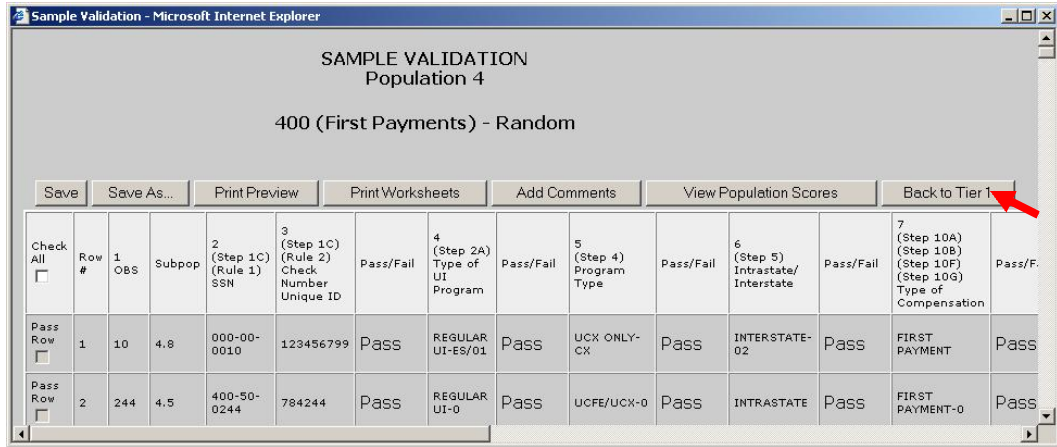 Sample Validation - Microsoft Internet Explorer
SAMPLE VALIDATION
Population 4
400 (First Payments) - Random
Save Save As... Print Preview Print Worksheets Add Comments View Population Scores Back to Tier 1
Check All
Row #
1 OBS
Subpop
2 (Step 1C) (Rule 1) SSN
3 (Step 1C) (Rule 2) Check Number Unique ID
Pass/Fail
4 (Step 2A) Type of UI Program
Pass/Fail
5 (Step 4) Program Type
Pass/Fail
6 (Step 5) Intrastate/ Interstate
Pass/Fail
7 (Step 10A) (Step 10B) (Step 10F) (Step 10G) Type of Compensation
Pass/F
Pass Row 1 10 4.8 000-00-0010 123456799 Pass REGULAR UI-ES/01 Pass UCX ONLY-CX Pass INTERSTATE-02 Pass FIRST PAYMENT Pass
Pass Row 2 244 4.5 400-50-0244 784244 Pass REGULAR UI-0 Pass UCFE/UCX-0 Pass INTRASTATE Pass FIRST PAYMENT-0 Pass